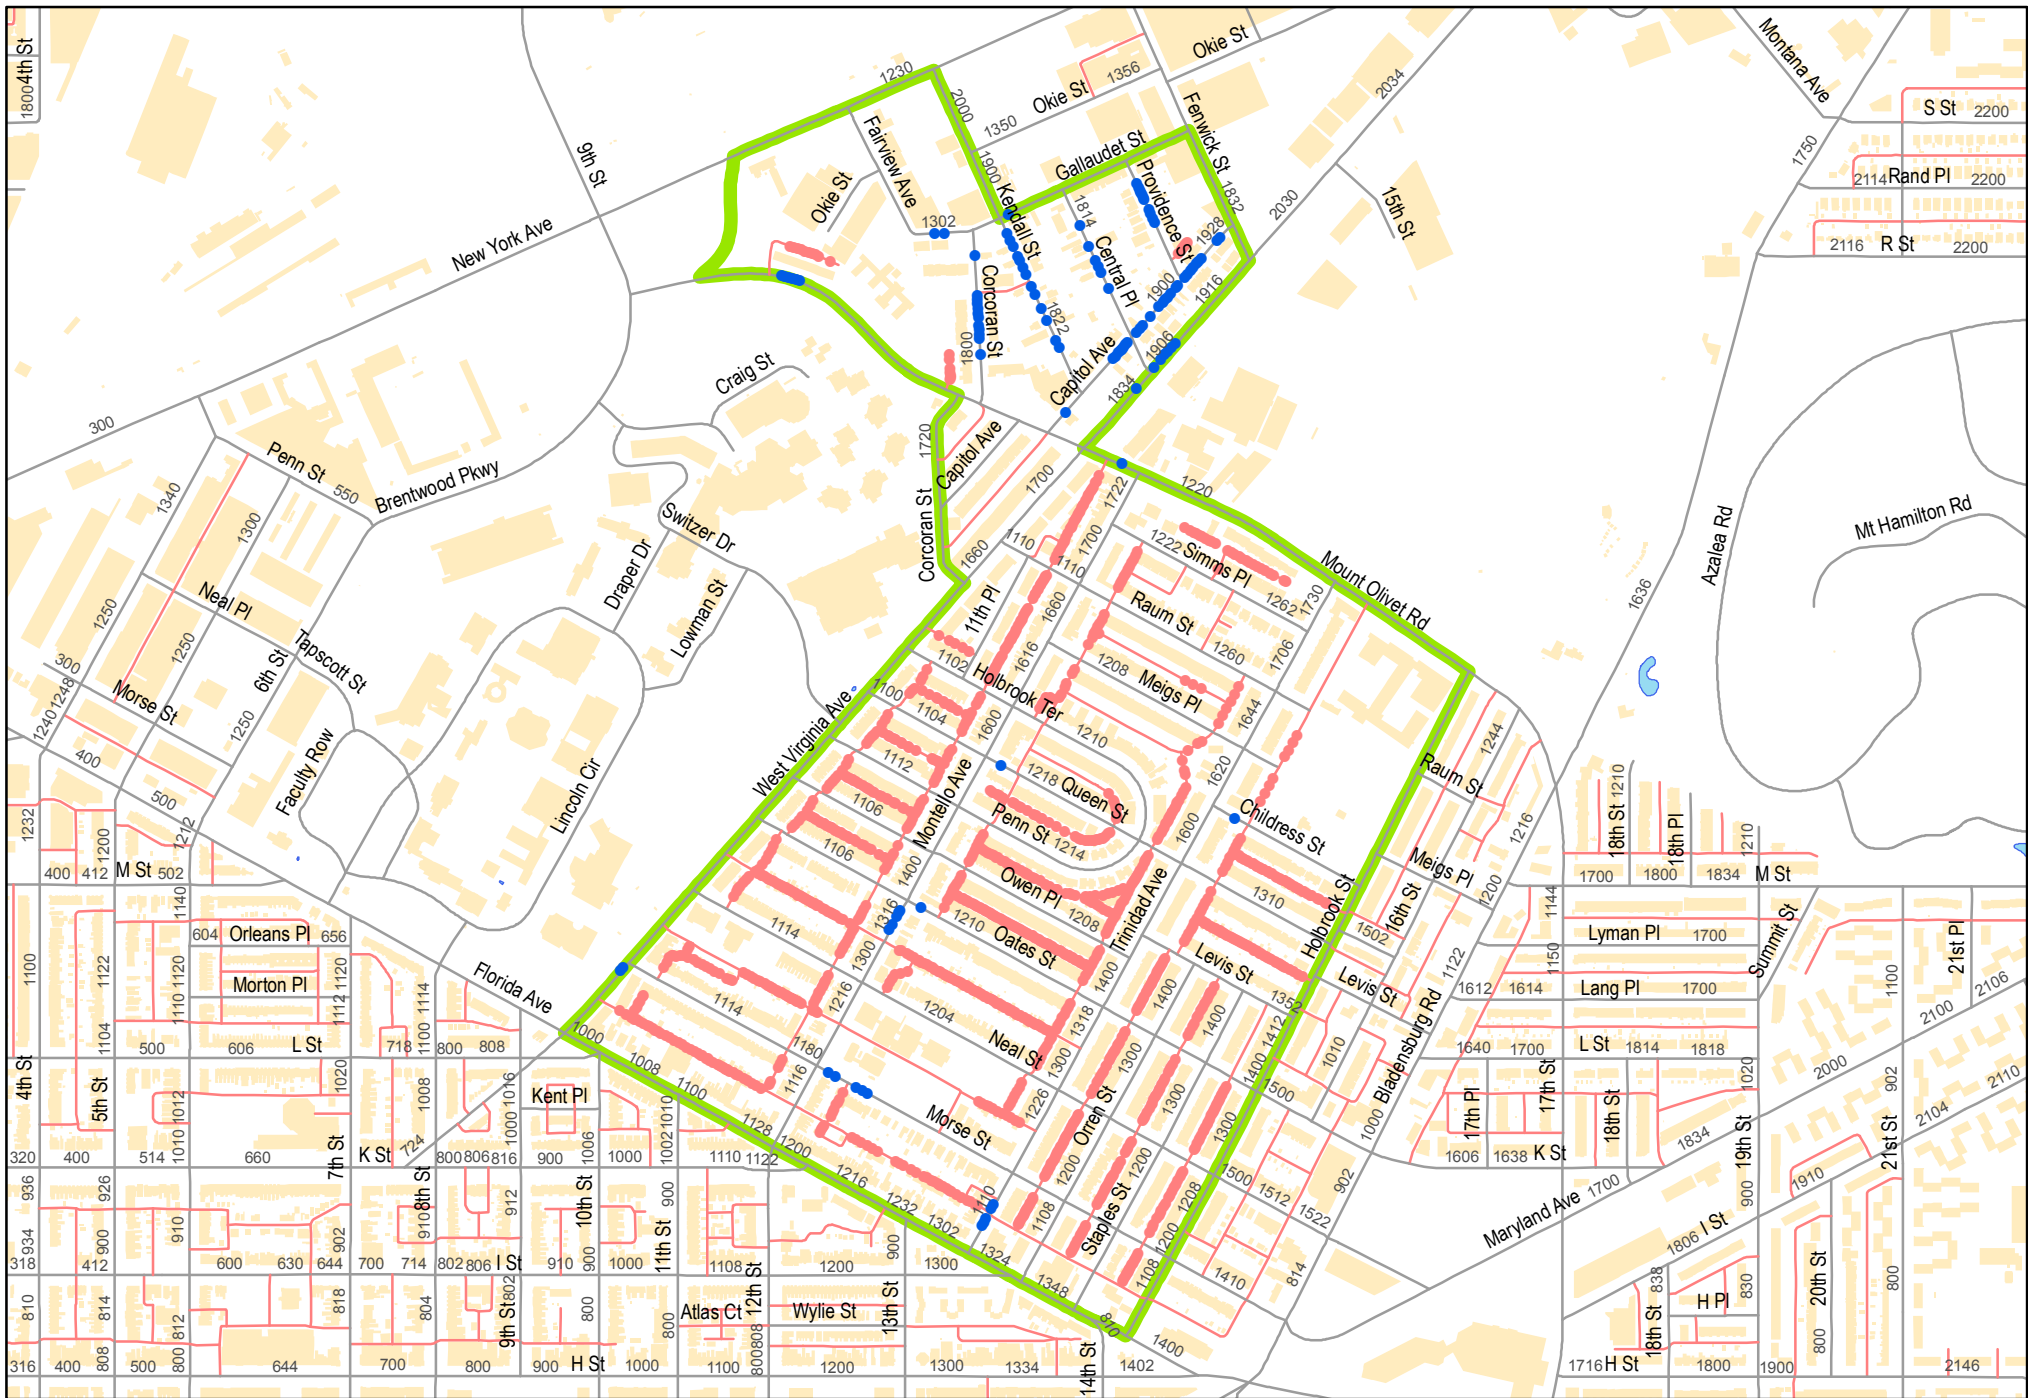 1800
4th St
9th St
1230
2000
Okie St
1356
Okie St
1350
2034
Montana Ave
1750
S St
2200
2114
Rand Pl
2200
2116
R St
2200
Fairview Ave
1900
Gallaudet St
Fenwick St
1832
2030
15th St
Okie St
New York Ave
1302
Kendall St
1814
Central Pl
Providence St
1928
1900
1916
Corcoran St
1800
1822
1906
Capitol Ave
1834
Craig St
300
Penn St
550
Brentwood Pkwy
1340
1300
1720
Capitol Ave
1700
1722
1220
Corcoran St
Switzer Dr
Draper Dr
Lowman St
1660
1110
1110
1700
1222
Simms Pl
1262
1730
Mount Olivet Rd
Azalea Rd
Mt Hamilton Rd
1636
Neal Pl
1250
1250
Tapscott St
6th St
300
Morse St
1248
1240
1250
400
500
1212
Faculty Row
Lincoln Cir
West Virginia Ave
11th Pl
1102
Holbrook Ter
1660
1616
1600
Raum St
1260
1706
1208
Meigs Pl
1644
1210
1620
1100
1104
1112
1106
1106
Montello Ave
1400
1218
Queen St
Penn St
1214
1600
Childress St
Raum St
1244
1216
Meigs Pl
1200
16th St
1502
1310
Holbrook St
Owen Pl
1208
Trinidad Ave
1316
1210
Oates St
1300
1114
1114
1216
1204
Neal St
1400
1318
1300
1226
Levis St
1352
Levis St
1122
Bladensburg Rd
1400
1400
1412
1400
1010
1500
1000
1300
1300
1300
Orren St
1180
1116
Morse St
1200
1200
1108
Staples St
1110
1208
1200
1108
1500
1512
1522
902
814
1410
Florida Ave
1000
1008
1100
1128
1200
1216
1232
1302
1324
1348
870
1400
1402
1232
400
412
1200
M St
502
1140
604
Orleans Pl
656
1100
1122
1110
1120
Morton Pl
1120
1112
1104
1114
1100
500
606
L St
718
800
808
4th St
5th St
1012
1010
1020
1008
1016
1000
Kent Pl
1006
1010
1002
7th St
320
400
514
660
K St
724
800
806
816
900
1000
1110
1122
936
926
934
900
910
902
8th St
910
912
10th St
900
11th St
900
900
318
412
600
630
644
700
714
802
806
I St
910
1000
1108
12th St
1200
13th St
1300
810
814
812
818
804
9th St
802
800
800
Atlas Ct
Wylie St
808
800
316
400
808
500
800
644
700
800
900
H St
1000
1100
1200
1300
1334
14th St
18th St
1210
18th Pl
1210
1700
1800
1834
M St
1144
Lyman Pl
1700
Summit St
1150
1612
1614
Lang Pl
1700
1100
21st Pl
2106
2100
1640
1700
L St
1814
1818
1020
2000
902
2110
2104
17th Pl
17th St
18th St
1606
1638
K St
1834
19th St
21st St
Maryland Ave
1700
900
1910
1806
I St
838
830
20th St
800
800
18th St
H Pl
1716
H St
1800
1900
2146